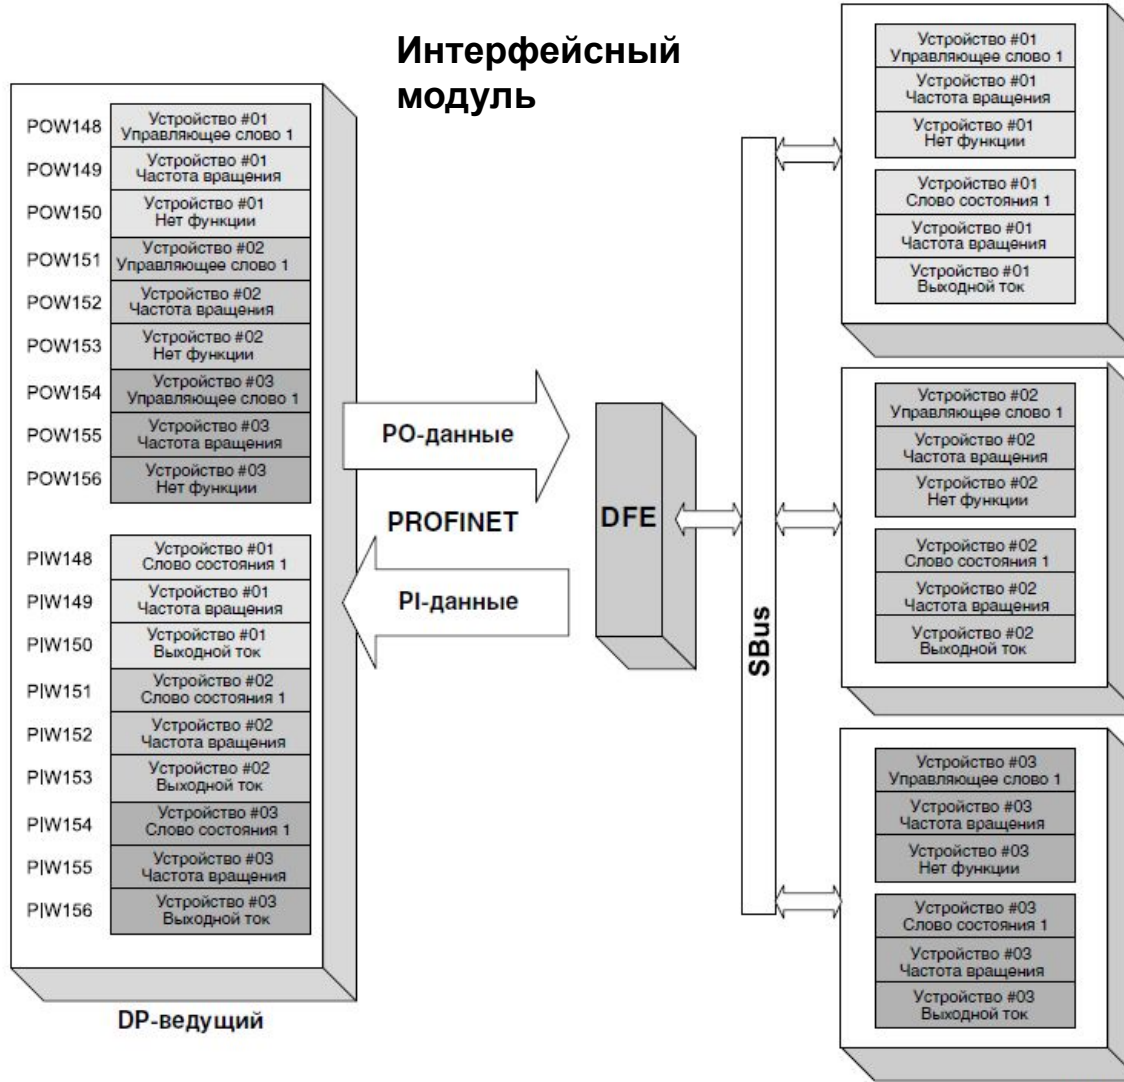 Интерфейсный
модуль
POW148
Устройство #01
Управляющее слово 1
POW149
Устройство #01
Частота вращения
POW150
Устройство #01
Нет функции
POW151
Устройство #02
Управляющее слово 1
POW152
Устройство #02
Частота вращения
POW153
Устройство #02
Нет функции
POW154
Устройство #03
Управляющее слово 1
POW155
Устройство #03
Частота вращения
POW156
Устройство #03
Нет функции
PIW148
Устройство #01
Слово состояния 1
PIW149
Устройство #01
Частота вращения
PIW150
Устройство #01
Выходной ток
PIW151
Устройство #02
Слово состояния 1
PIW152
Устройство #02
Частота вращения
PIW153
Устройство #02
Выходной ток
PIW154
Устройство #03
Слово состояния 1
PIW155
Устройство #03
Частота вращения
PIW156
Устройство #03
Выходной ток
DP-ведущий
PO-данные
PROFINET
PI-данные
DFE
SBus
Устройство #01
Управляющее слово 1
Устройство #01
Частота вращения
Устройство #01
Нет функции
Устройство #01
Слово состояния 1
Устройство #01
Частота вращения
Устройство #01
Выходной ток
Устройство #02
Управляющее слово 1
Устройство #02
Частота вращения
Устройство #02
Нет функции
Устройство #02
Слово состояния 1
Устройство #02
Частота вращения
Устройство #02
Выходной ток
Устройство #03
Управляющее слово 1
Устройство #03
Частота вращения
Устройство #03
Нет функции
Устройство #03
Слово состояния 1
Устройство #03
Частота вращения
Устройство #03
Выходной ток